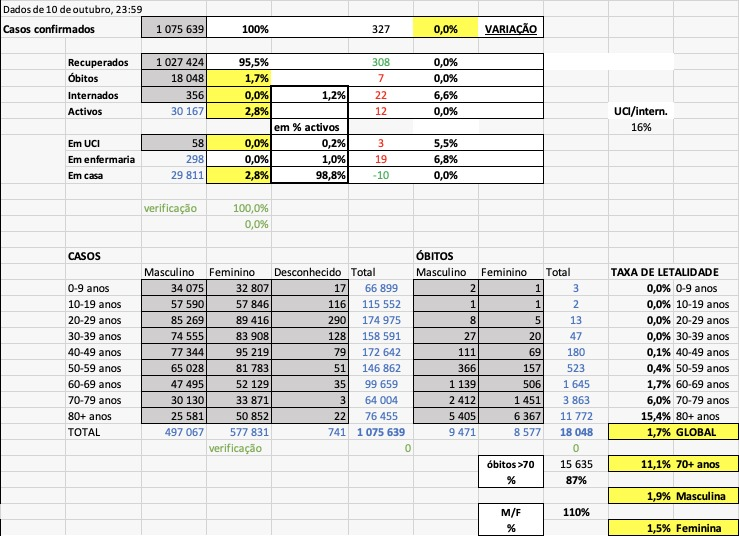 Dados de 10 de outubro, 23:59
Casos confirmados 1 075 639 100% 327 0,0% VARIAÇÃO
Recuperados 1 027 424 95,5% 308 0,0%
Óbitos 18 048 1,7% 7 0,0%
Internados 356 0,0% 1,2% 22 6,6%
Activos 30 167 2,8% 12 0,0% UCI/intern.
em % activos 16%
Em UCI 58 0,0% 0,2% 3 5,5%
Em enfermaria 298 0,0% 1,0% 19 6,8%
Em casa 29 811 2,8% 98,8% -10 0,0%
verificação 100,0%
0,0%
CASOS ÓBITOS
Masculino Feminino Desconhecido Total Masculino Feminino Total TAXA DE LETALIDADE
0-9 anos 34 075 32 807 17 66 899 2 1 3 0,0% 0-9 anos
10-19 anos 57 590 57 846 116 115 552 1 1 2 0,0% 10-19 anos
20-29 anos 85 269 89 416 290 174 975 8 5 13 0,0% 20-29 anos
30-39 anos 74 555 83 908 128 158 591 27 20 47 0,0% 30-39 anos
40-49 anos 77 344 95 219 79 172 642 111 69 180 0,1% 40-49 anos
50-59 anos 65 028 81 783 51 146 862 366 157 523 0,4% 50-59 anos
60-69 anos 47 495 52 129 35 99 659 1 139 506 1 645 1,7% 60-69 anos
70-79 anos 30 130 33 871 3 64 004 2 412 1 451 3 863 6,0% 70-79 anos
80+ anos 25 581 50 852 22 76 455 5 405 6 367 11 772 15,4% 80+ anos
TOTAL 497 067 577 831 741 1 075 639 9 471 8 577 18 048 1,7% GLOBAL
verificação 0 0
óbitos >70 15 635 11,1% 70+ anos
% 87%
1,9% Masculina
M/F 110%
% 1,5% Feminina